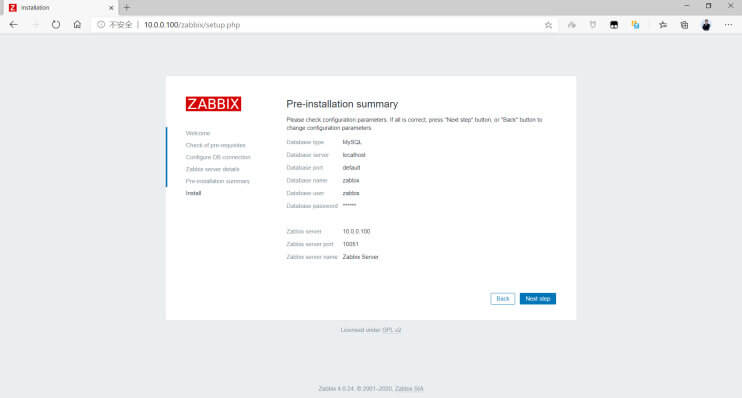 Installation
不安全
10.0.0.100/zabbix/setup.php
ZABBIX
Welcome
Check of pre-requisites
Configure DB connection
Zabbix server details
Pre-installation summary
Install
Pre-installation summary
Please check configuration parameters. If all is correct, press "Next step" button, or "Back" button to
change configuration parameters.
Database type MySQL
Database server localhost
Database port default
Database name zabbix
Database user zabbix
Database password ******
Zabbix server 10.0.0.100
Zabbix server port 10051
Zabbix server name Zabbix Server
Back
Next step
Licensed under GPL v2
Zabbix 4.0.24. © 2001–2020, Zabbix SIA